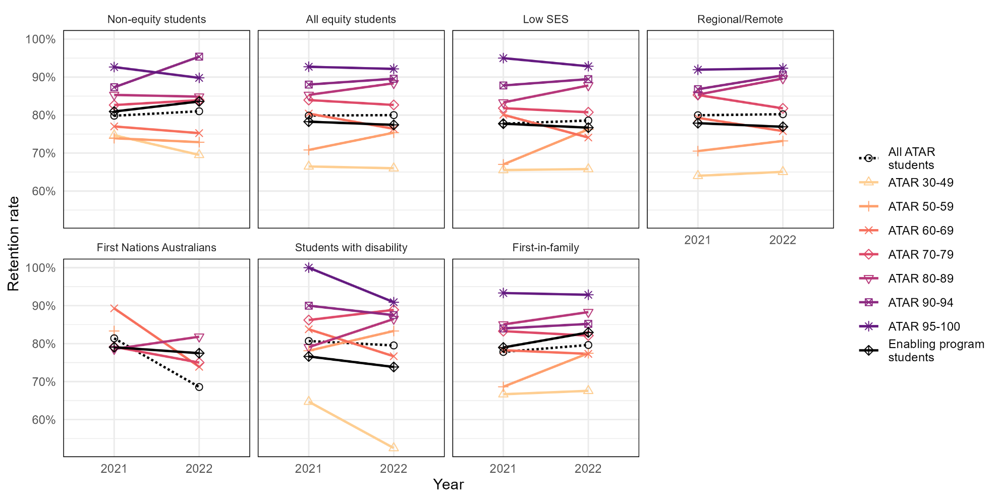 Non-equity students
All equity students
Low SES
Regional/Remote
100%
90%
80%
70%
60%
2021
2022
First Nations Australians
Students with disability
First-in-family
100%
90%
80%
70%
60%
2021
2022
2021
2022
2021
2022
Retention rate
Year
All ATAR
students
ATAR 30-49
ATAR 50-59
ATAR 60-69
ATAR 70-79
ATAR 80-89
ATAR 90-94
ATAR 95-100
Enabling program
students